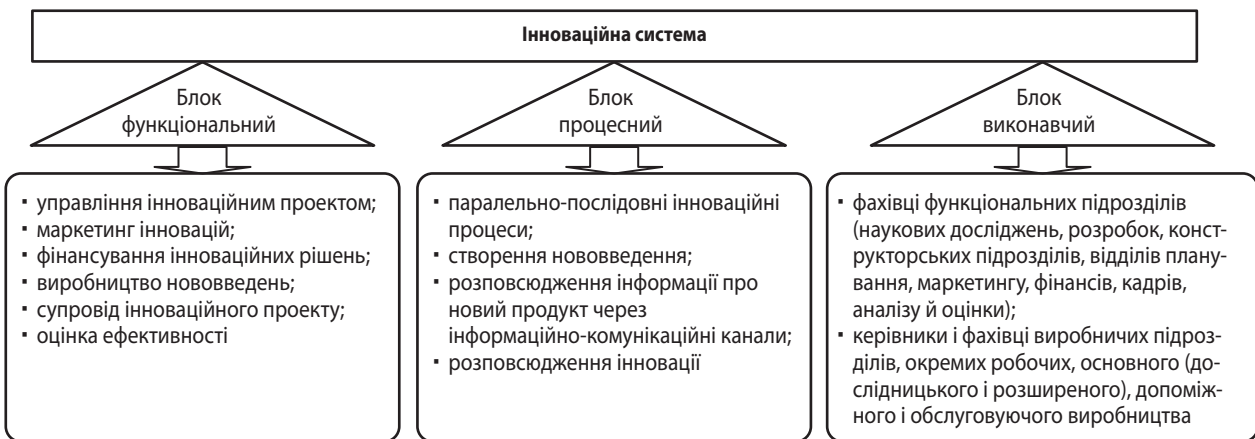 Інноваційна система
Блок
функціональний
▪ управління інноваційним проектом;
▪ маркетинг інновацій;
▪ фінансування інноваційних рішень;
▪ виробництво нововведень;
▪ супровід інноваційного проекту;
▪ оцінка ефективності
Блок
процесний
▪ паралельно-послідовні інноваційні
процеси;
▪ створення нововведення;
▪ розповсюдження інформації про
новий продукт через
інформаційно-комунікаційні канали;
▪ розповсюдження інновації
Блок
виконавчий
▪ фахівці функціональних підрозділів
(наукових досліджень, розробок, конст-
рукторських підрозділів, відділів плану-
вання, маркетингу, фінансів, кадрів,
аналізу й оцінки);
▪ керівники і фахівці виробничих підроз-
ділів, окремих робочих, основного (до-
слідницького і розширеного), допоміж-
ного і обслуговуючого виробництва